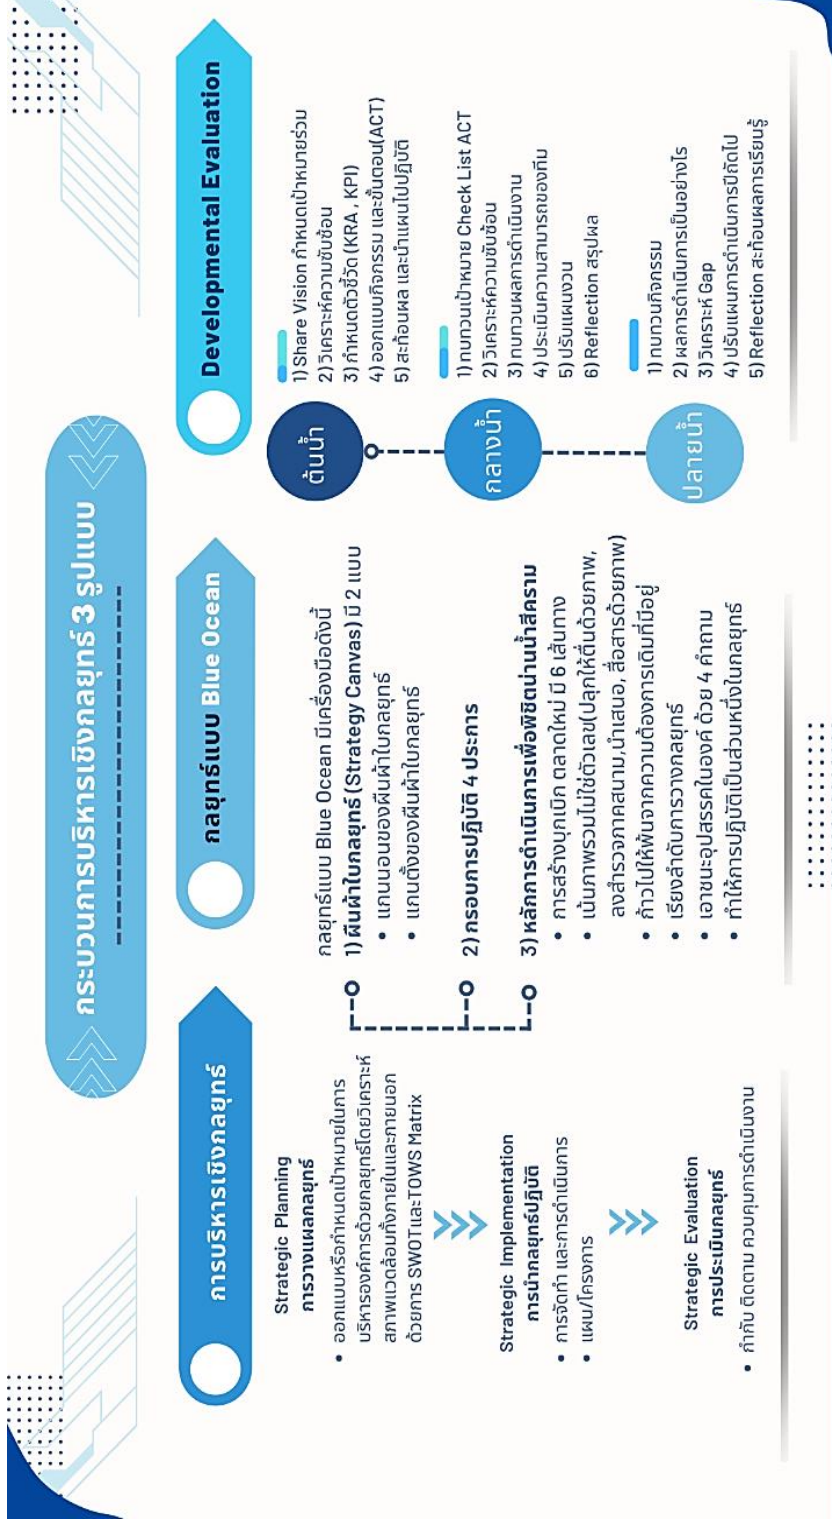 กระบวนการบริหารเชิงกลยุทธ์ 3 รูปแบบ
การบริหารเชิงกลยุทธ์
Strategic Planning
การวางแผลกลยุทธ์
• ออกแบบหรือกำหนดเป้าหมายในการ
บริหารองค์การด้วยกลยุทธ์โดยวิเคราะห์
สภาพแวดล้อมทั้งภายในและภายนอก
ด้วยการ SWOTและTOWS Matrix
Strategic Implementation
การนำกลยุทธ์ปฏิบัติ
• การจัดทำ และการดำเนินการ
• แผน/โครงการ
Strategic Evaluation
การประเมินกลยุทธ์
• กำกับ ติดตาม ควบคุมการดำเนินงาน
กลยุทธ์แบบ Blue Ocean
กลยุทธ์แบบ Blue Ocean มีเครื่องมือดังนี้
1) ผืนผ้าใบกลยุทธ์ (Strategy Canvas) มี 2 แบบ
• แกนนอนของผืนผ้าใบกลยุทธ์
• แกนตั้งของผืนผ้าใบกลยุทธ์
2) กรอบการปฏิบัติ 4 ประการ
3) หลักการดำเนินการเพื่อพิชิตน่านน้ำสีคราม
• การสร้างบุกเบิก ตลาดใหม่ มี 6 เส้นทาง
• เน้นภาพรวมไม่ใช่ตัวเลข(ปลุกให้ตื่นด้วยภาพ,
ลงสำรวจภาคสนาม,นำเสนอ, สื่อสารด้วยภาพ)
• ก้าวไปให้พ้นจากความต้องการเดิมที่มีอยู่
• เรียงลำดับการวางกลยุทธ์
• เอาชนะอุปสรรคในองค์ ด้วย 4 คำถาม
• ทำให้การปฏิบัติเป็นส่วนหนึ่งในกลยุทธ์
Developmental Evaluation
ต้นน้ำ
1) Share Vision กำหนดเป้าหมายร่วม
2) วิเคราะห์ความซับซ้อน
3) กำหนดตัวชี้วัด (KRA , KPI)
4) ออกแบบกิจกรรม และขั้นตอน(ACT)
5) สะท้อนผล และนำแผนไปปฏิบัติ
กลางน้ำ
1) ทบทวนเป้าหมาย Check List ACT
2) วิเคราะห์ความซับซ้อน
3) ทบทวนผลการดำเนินงาน
4) ประเมินความสามารถของทีม
5) ปรับแผนงวน
6) Reflection สรุปผล
ปลายน้ำ
1) ทบทวนกิจกรรม
2) ผลการดำเนินการเป็นอย่างไร
3) วิเคราะห์ Gap
4) ปรับแผนการดำเนินการปีถัดไป
5) Reflection สะท้อนผลการเรียนรู้